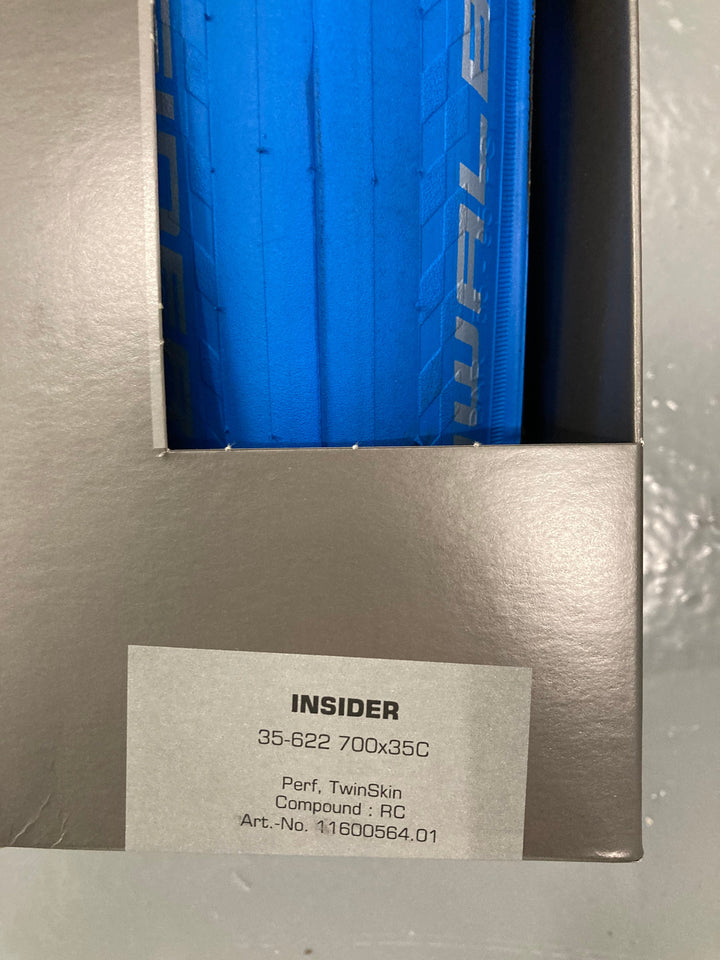 INSIDER
35-622 700x35C
Perf, TwinSkin
Compound : RC
Art.-No. 11600564.01